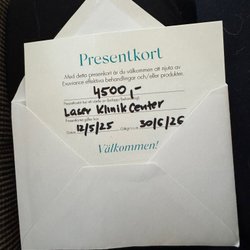 Presentkort
Med detta presentkort är du välkommen att njuta av
Exuviance effektiva behandlingar och/eller produkter.
4500,-
Laser Klinik Center
12/5/25 30/5/26
Välkommen!